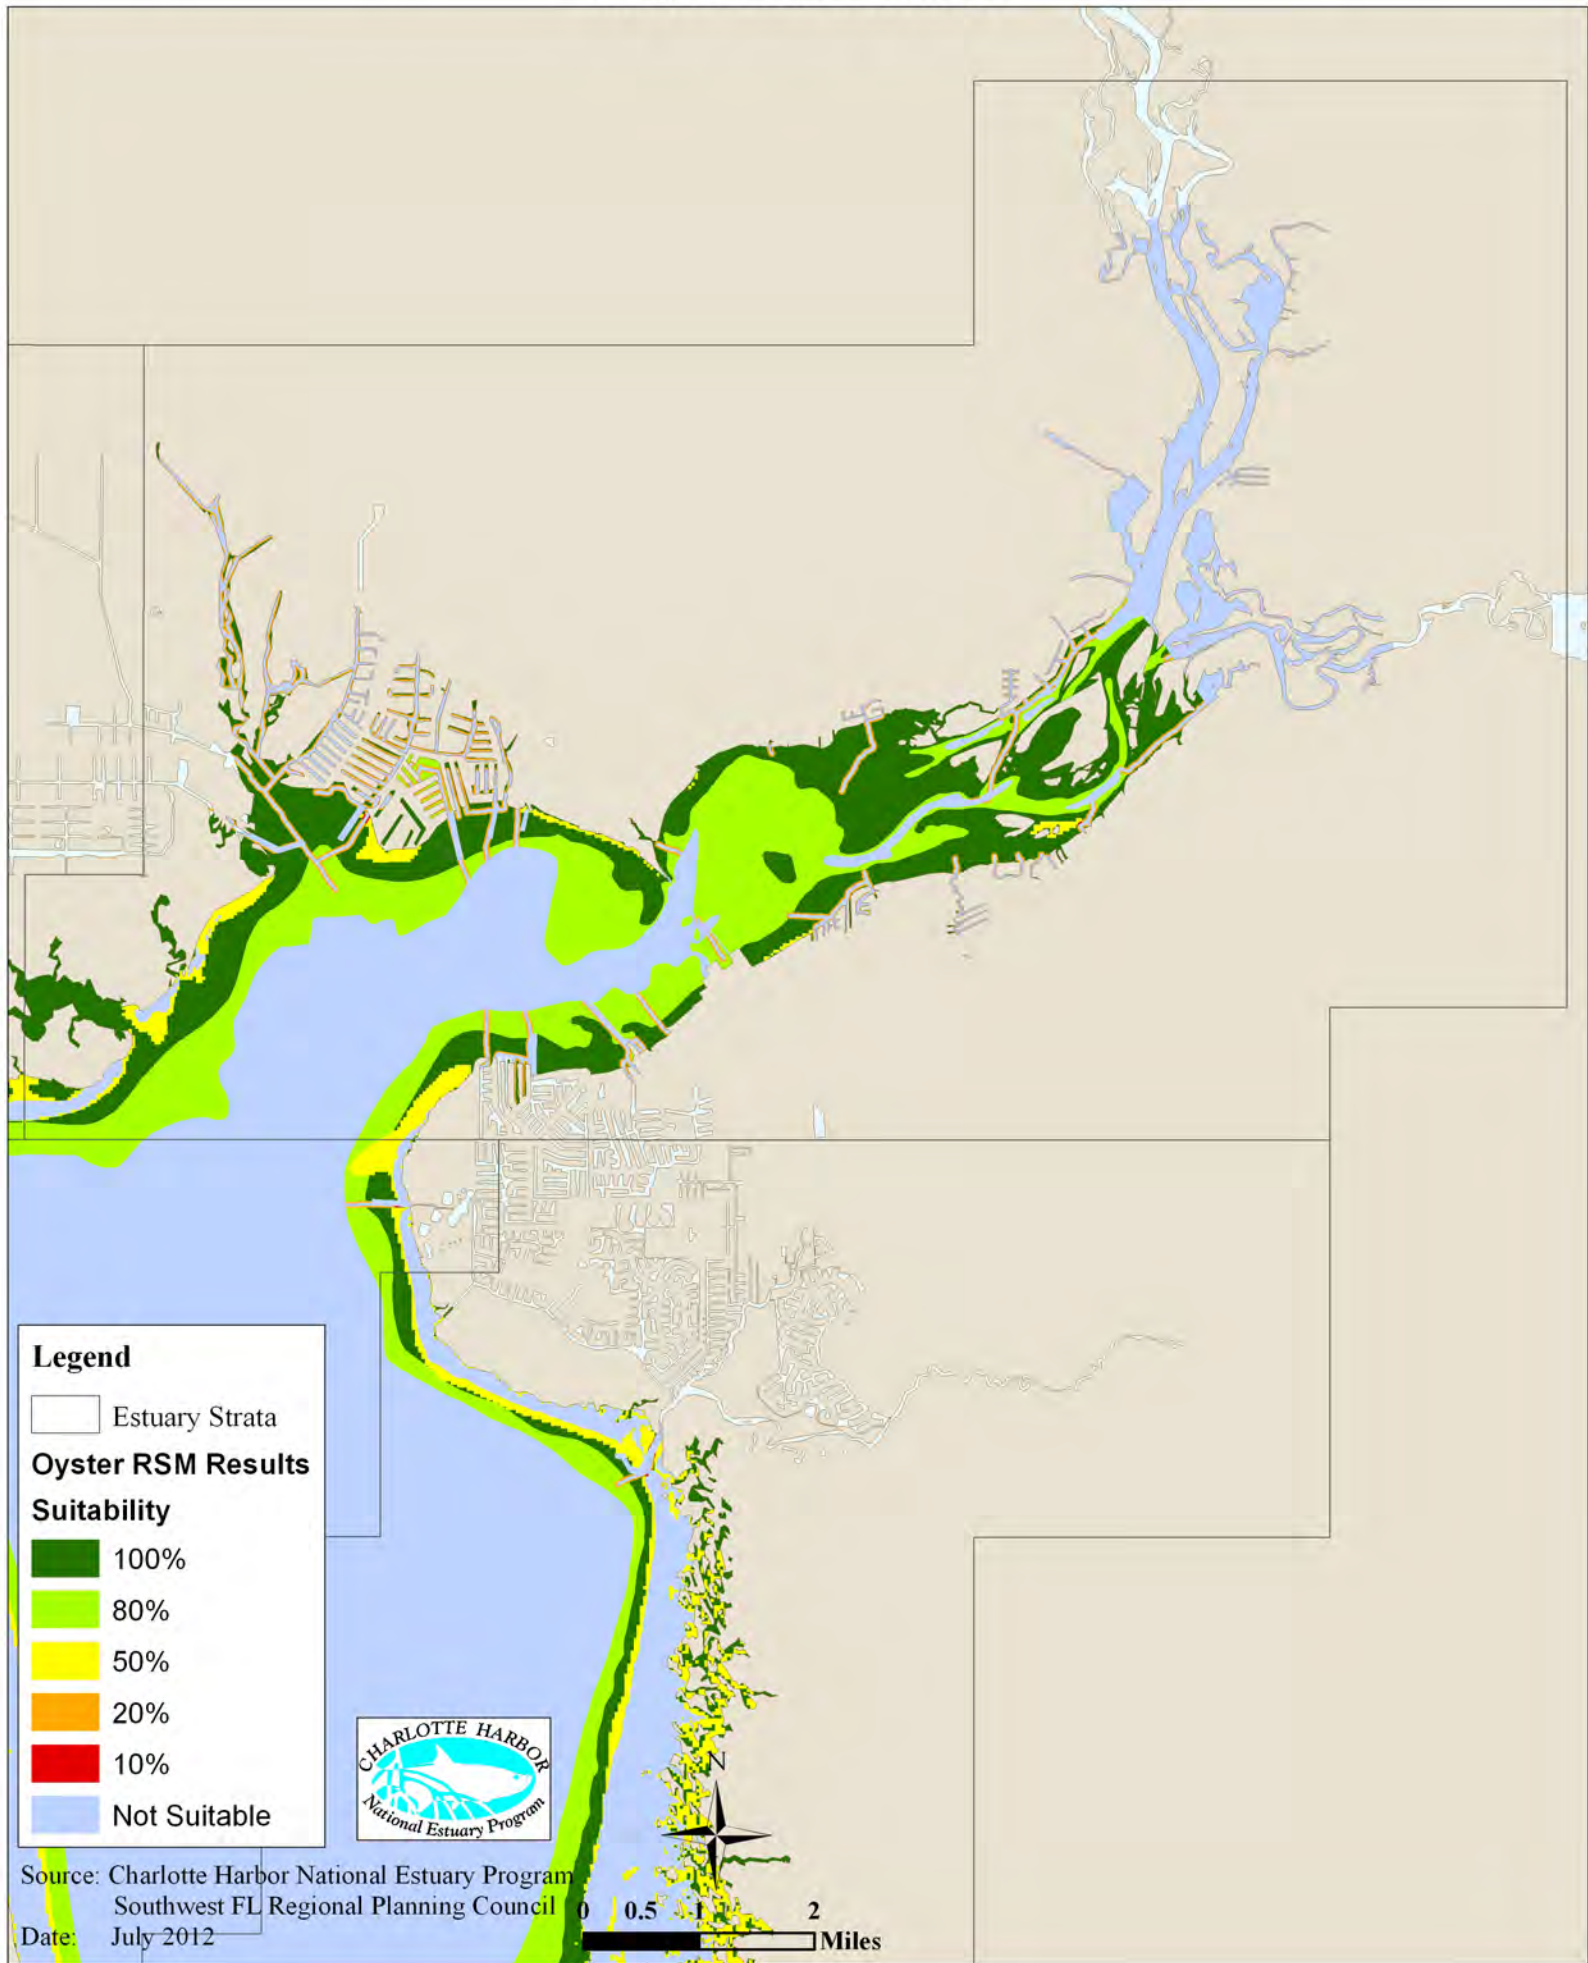 Legend
Estuary Strata
Oyster RSM Results
Suitability
100%
80%
50%
20%
10%
Not Suitable
CHARLOTTE HARBOR
National Estuary Program
N
Source: Charlotte Harbor National Estuary Program
Southwest FL Regional Planning Council
Date: July 2012
0 0.5 1 2
Miles